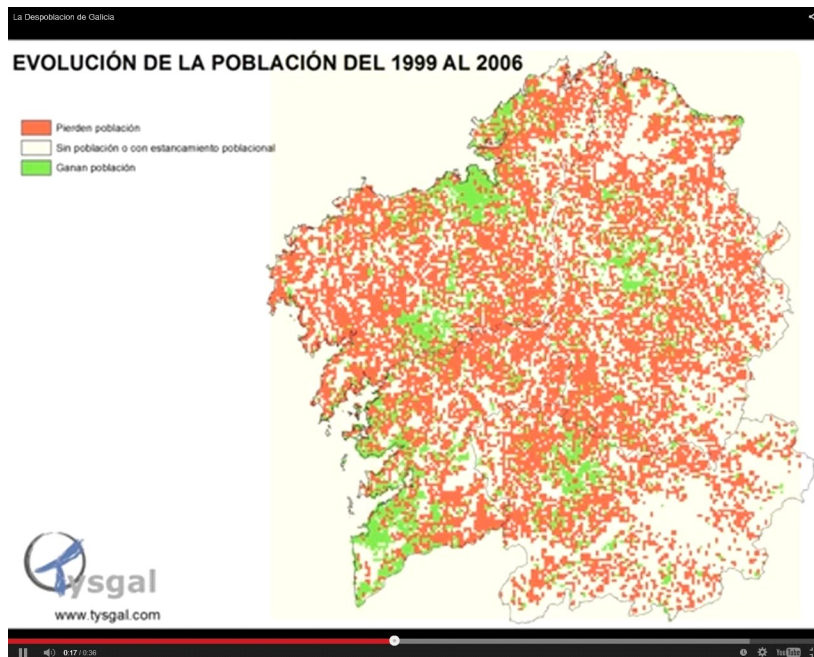 La Despoblacion de Galicia
EVOLUCIÓN DE LA POBLACIÓN DEL 1999 AL 2006
Pierden población
Sin población o con estancamiento poblacional
Ganan población
Tysgal
www.tysgal.com
0:17 / 0:36
YouTube